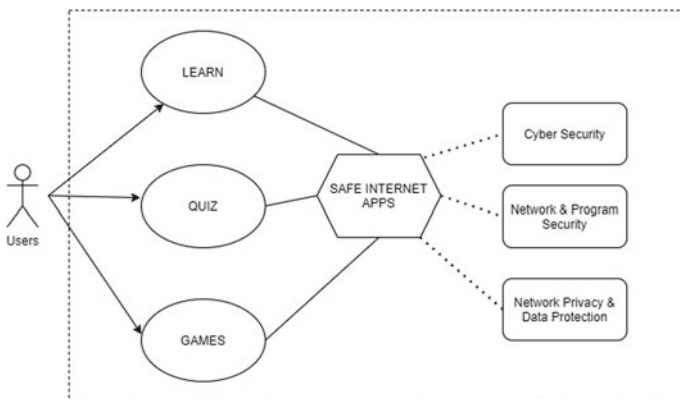 LEARN
Cyber Security
SAFE INTERNET
APPS
QUIZ
Network & Program
Security
Users
Network Privacy &
Data Protection
GAMES